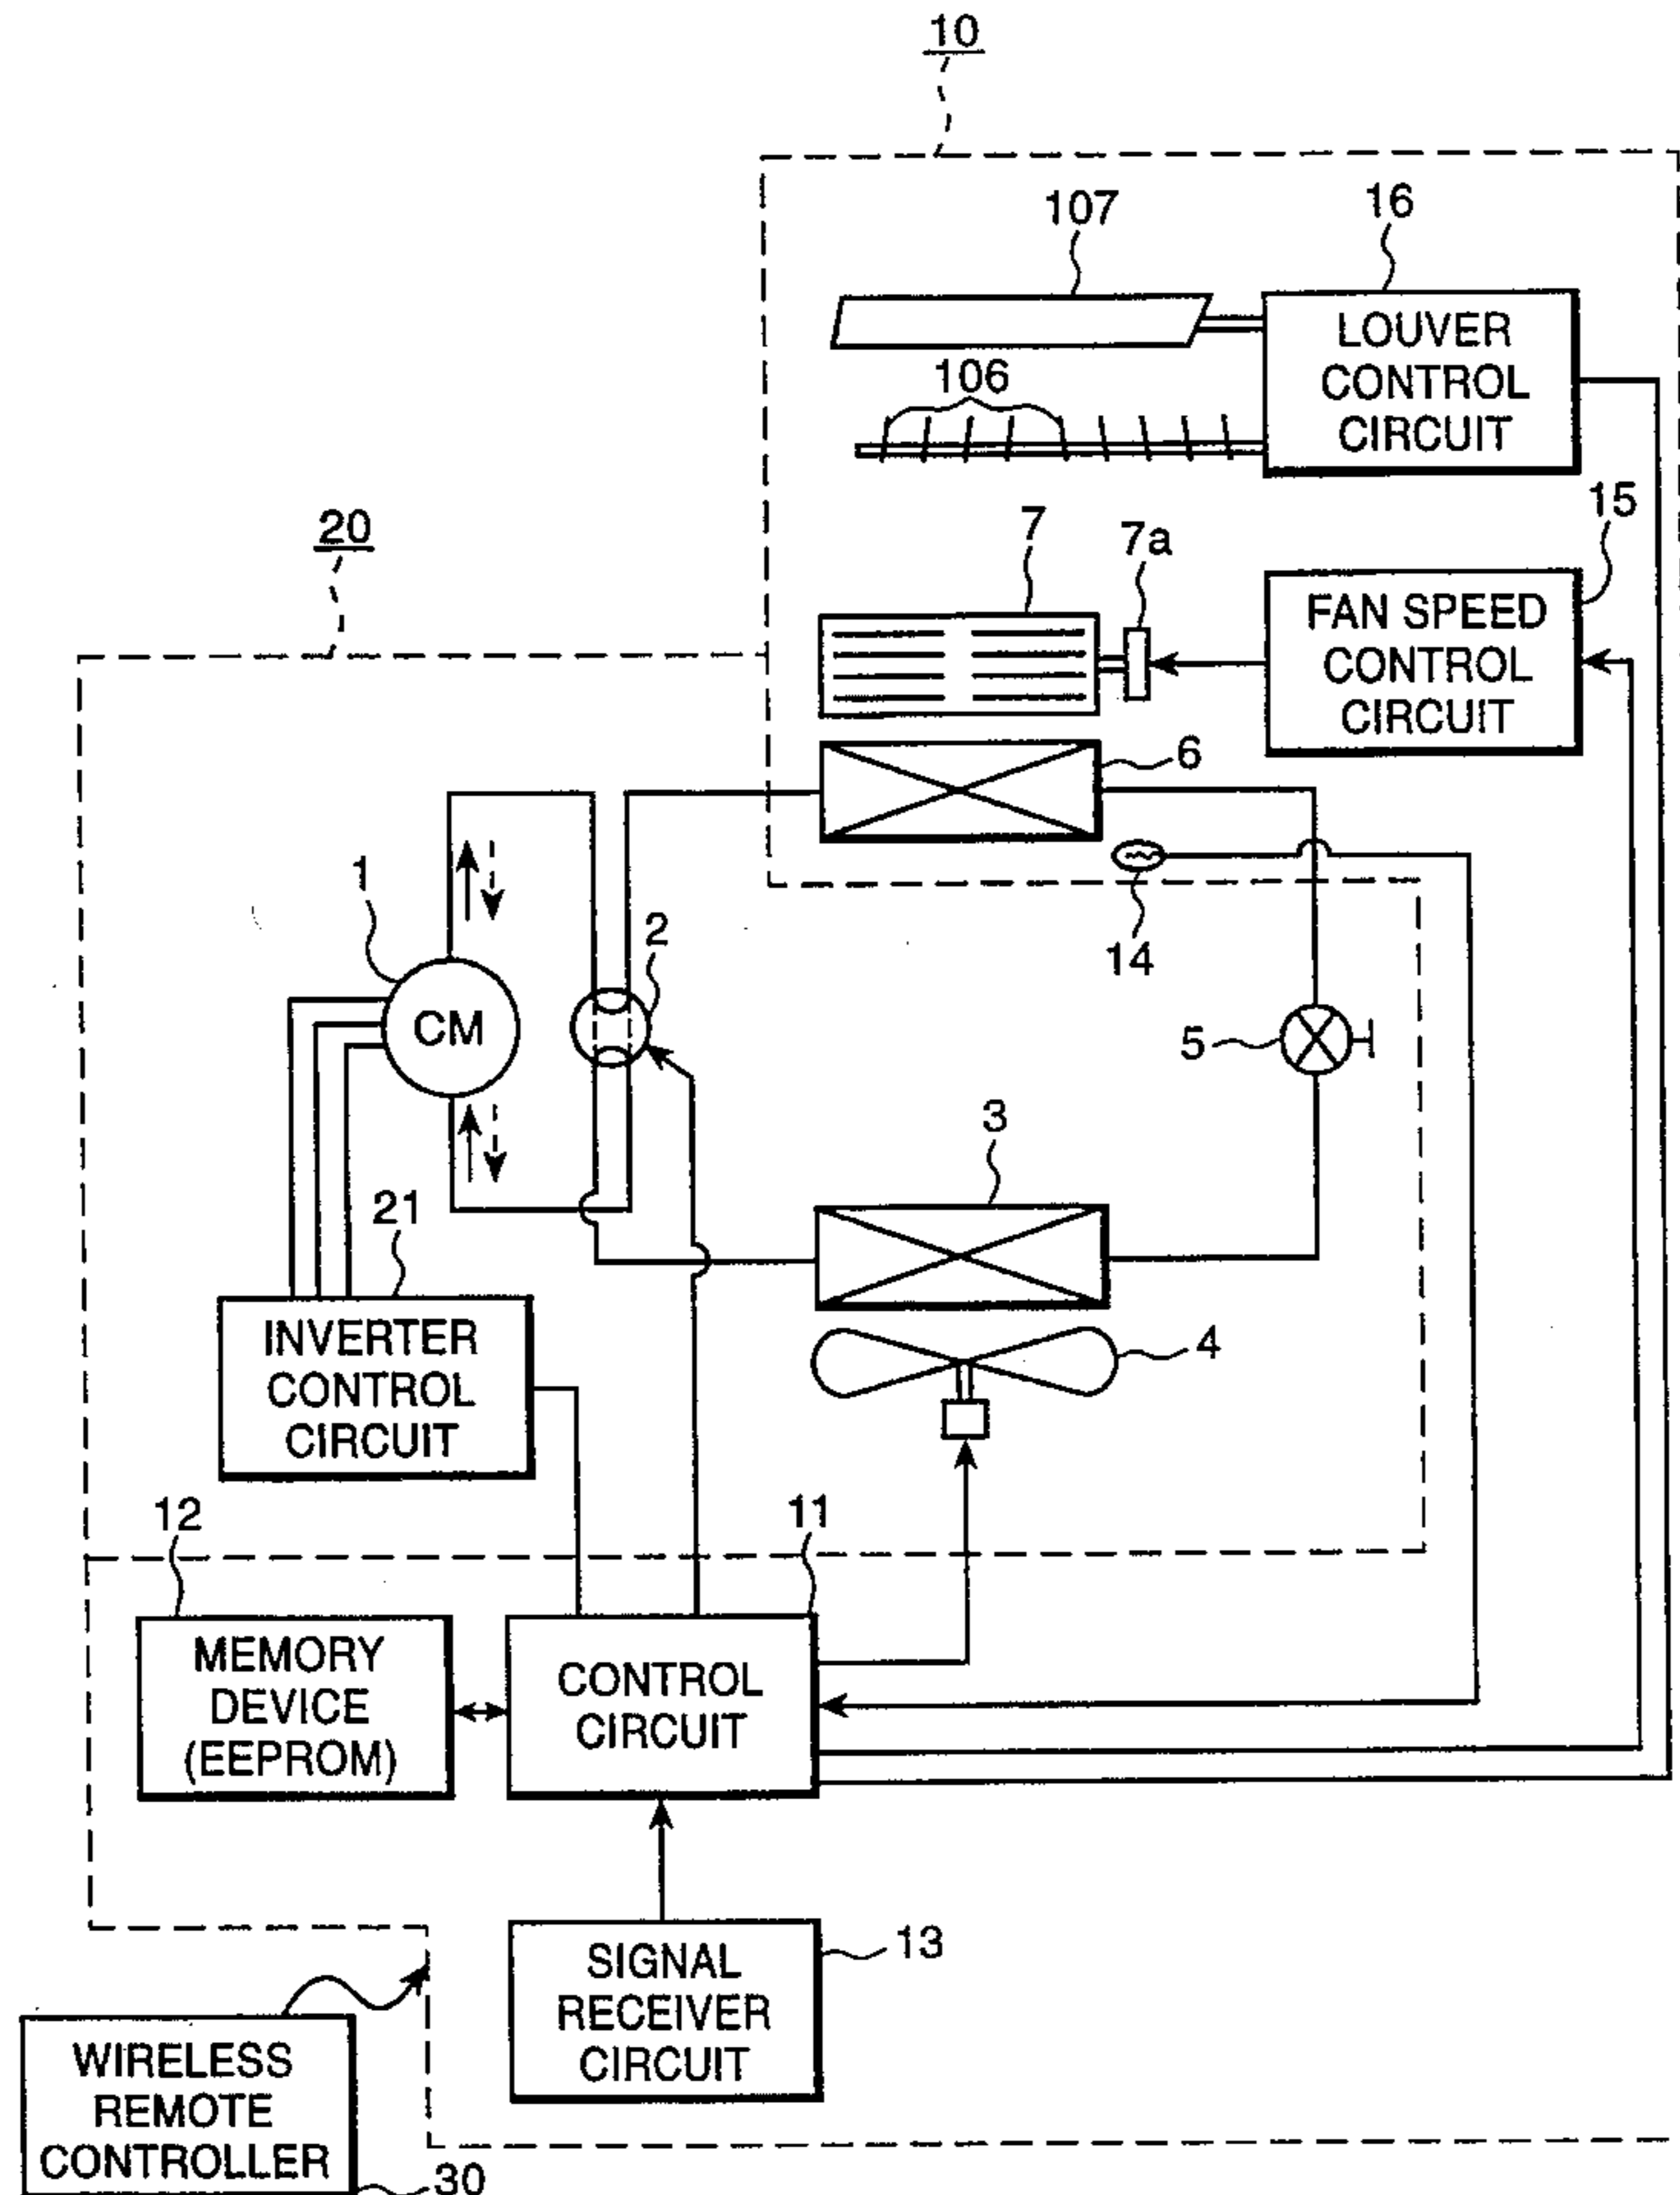 10
107
16
LOUVER
CONTROL
CIRCUIT
106
15
20
7
7a
FAN SPEED
CONTROL
CIRCUIT
6
1
2
14
CM
5
3
21
INVERTER
CONTROL
CIRCUIT
4
12
11
MEMORY
DEVICE
(EEPROM)
CONTROL
CIRCUIT
13
SIGNAL
RECEIVER
CIRCUIT
WIRELESS
REMOTE
CONTROLLER
30